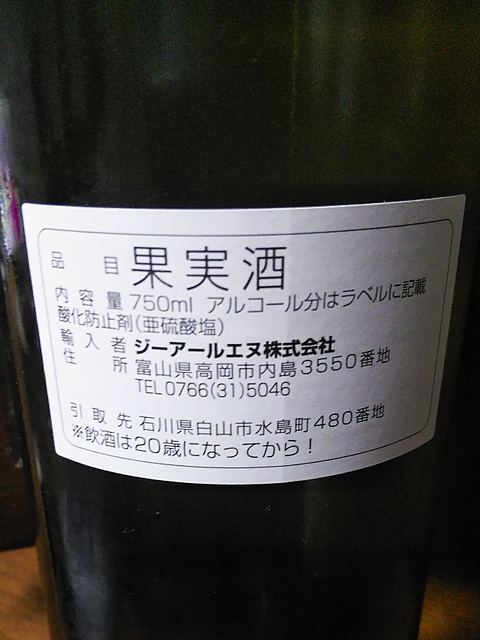 品目 果実酒
内容量 750ml アルコール分はラベルに記載
酸化防止剤(亜硫酸塩)
輸入者 ジーアールエヌ株式会社
住所 富山県高岡市内島3550番地
TEL0766(31)5046
引取先 石川県白山市水島町480番地
※飲酒は20歳になってから!